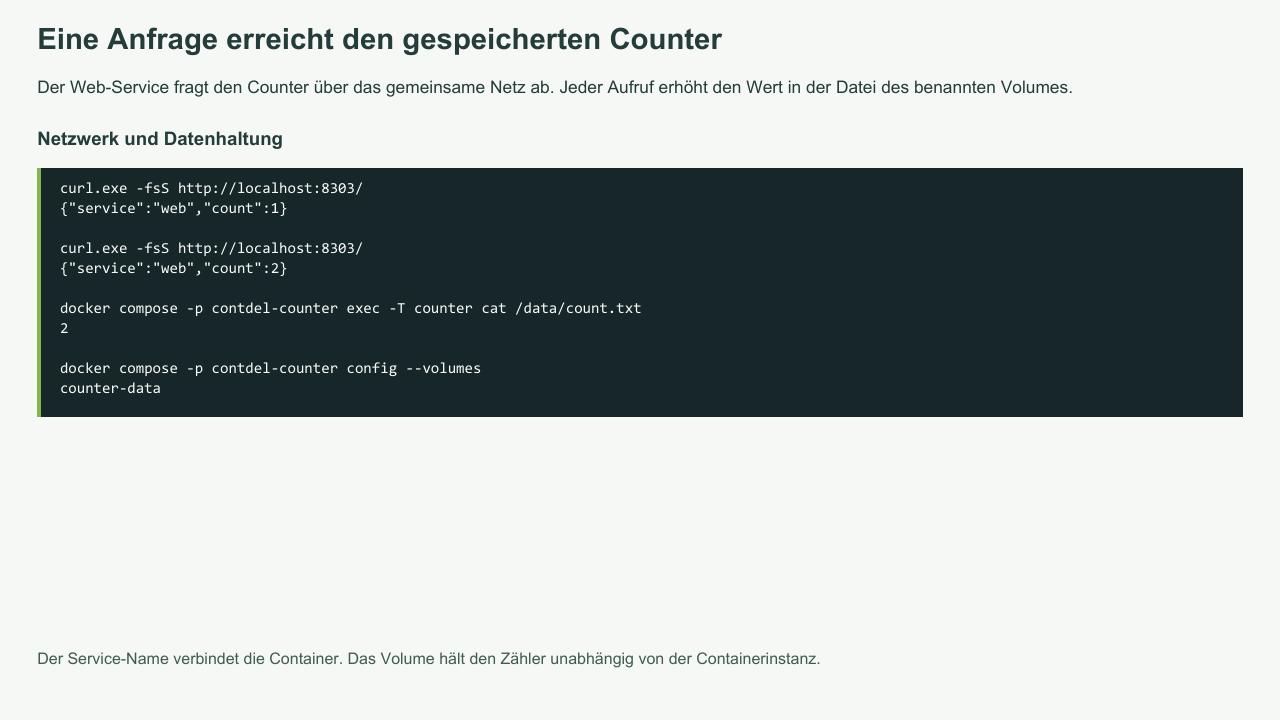 Eine Anfrage erreicht den gespeicherten Counter
Der Web-Service fragt den Counter über das gemeinsame Netz ab. Jeder Aufruf erhöht den Wert in der Datei des benannten Volumes.
Netzwerk und Datenhaltung
curl.exe -fsS http://localhost:8303/
{"service":"web","count":1}
curl.exe -fsS http://localhost:8303/
{"service":"web","count":2}
docker compose -p contdel-counter exec -T counter cat /data/count.txt
2
docker compose -p contdel-counter config --volumes
counter-data
Der Service-Name verbindet die Container. Das Volume hält den Zähler unabhängig von der Containerinstanz.